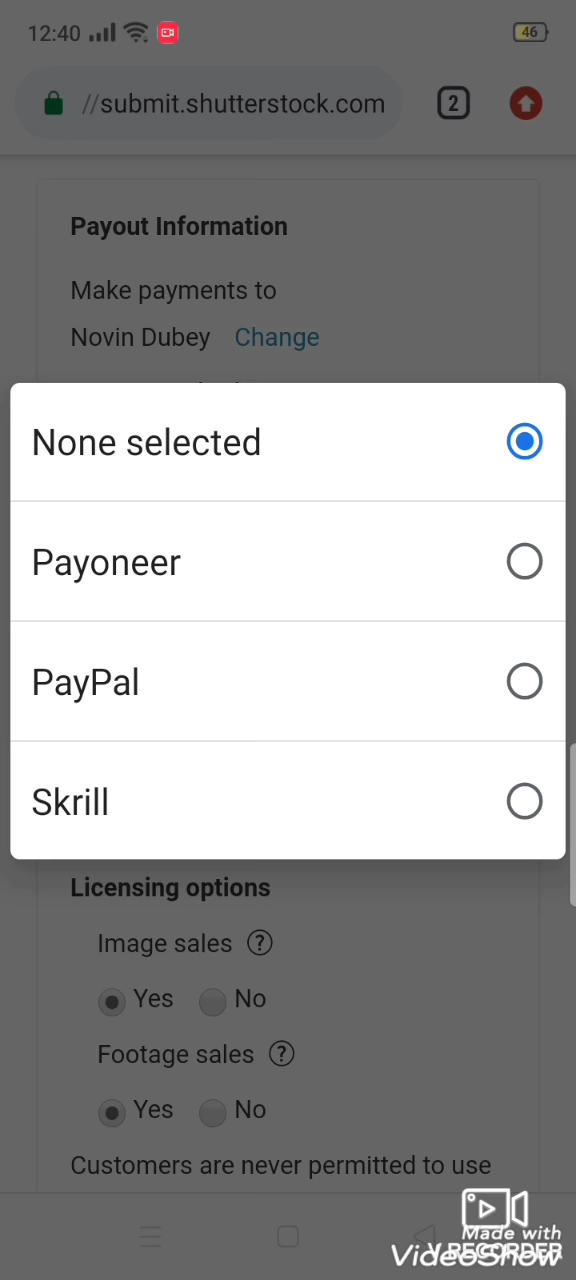 12:40
46
//submit.shutterstock.com
2
Payout Information
Make payments to
Novin Dubey Change
None selected
Payoneer
PayPal
Skrill
Licensing options
Image sales ?
Yes No
Footage sales ?
Yes No
Customers are never permitted to use
Made with
V RECORDER
VideoShow